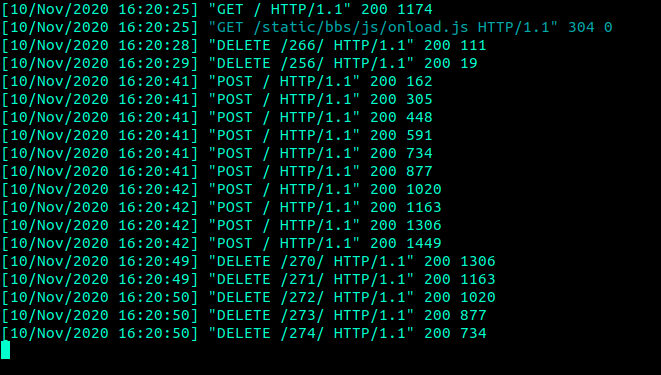 [10/Nov/2020 16:20:25] "GET / HTTP/1.1" 200 1174
[10/Nov/2020 16:20:25] "GET /static/bbs/js/onload.js HTTP/1.1" 304 0
[10/Nov/2020 16:20:28] "DELETE /266/ HTTP/1.1" 200 111
[10/Nov/2020 16:20:29] "DELETE /256/ HTTP/1.1" 200 19
[10/Nov/2020 16:20:41] "POST / HTTP/1.1" 200 162
[10/Nov/2020 16:20:41] "POST / HTTP/1.1" 200 305
[10/Nov/2020 16:20:41] "POST / HTTP/1.1" 200 448
[10/Nov/2020 16:20:41] "POST / HTTP/1.1" 200 591
[10/Nov/2020 16:20:41] "POST / HTTP/1.1" 200 734
[10/Nov/2020 16:20:41] "POST / HTTP/1.1" 200 877
[10/Nov/2020 16:20:42] "POST / HTTP/1.1" 200 1020
[10/Nov/2020 16:20:42] "POST / HTTP/1.1" 200 1163
[10/Nov/2020 16:20:42] "POST / HTTP/1.1" 200 1306
[10/Nov/2020 16:20:42] "POST / HTTP/1.1" 200 1449
[10/Nov/2020 16:20:49] "DELETE /270/ HTTP/1.1" 200 1306
[10/Nov/2020 16:20:49] "DELETE /271/ HTTP/1.1" 200 1163
[10/Nov/2020 16:20:50] "DELETE /272/ HTTP/1.1" 200 1020
[10/Nov/2020 16:20:50] "DELETE /273/ HTTP/1.1" 200 877
[10/Nov/2020 16:20:50] "DELETE /274/ HTTP/1.1" 200 734